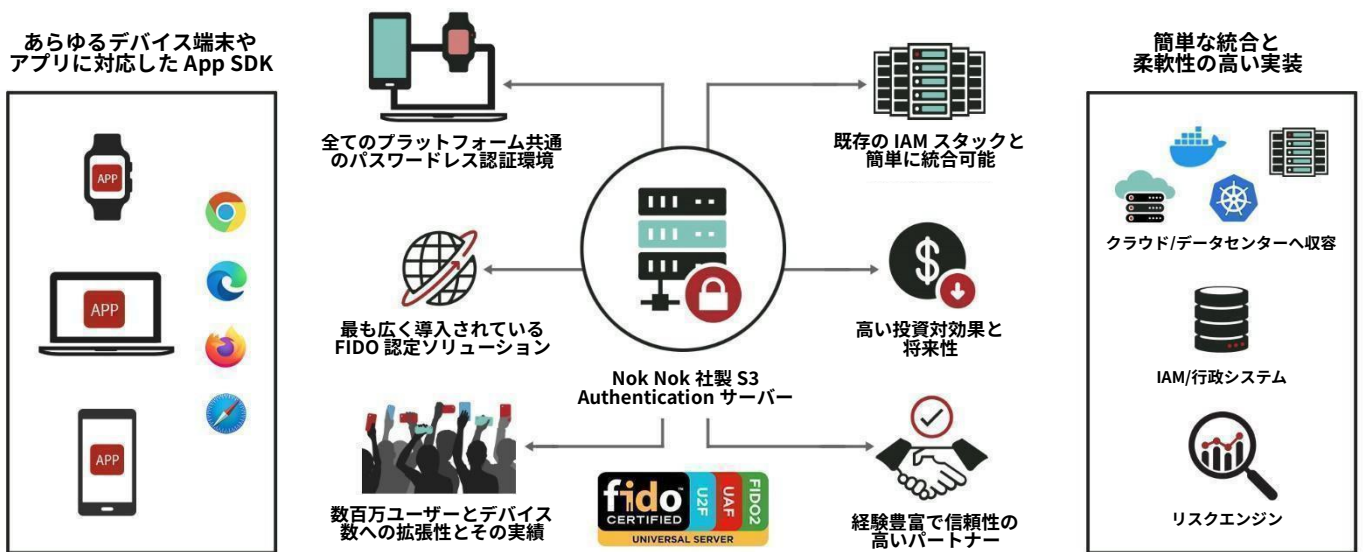 あらゆるデバイス端末や
アプリに対応した App SDK
APP
APP
APP
全てのプラットフォーム共通
のパスワードレス認証環境
最も広く導入されている
FIDO 認定ソリューション
数百万ユーザーとデバイス
数への拡張性とその実績
Nok Nok 社製 S3
Authentication サーバー
fido
CERTIFIED
U2F
UAF
FIDO2
UNIVERSAL SERVER
既存の IAM スタックと
簡単に統合可能
$
高い投資対効果と
将来性
経験豊富で信頼性の
高いパートナー
簡単な統合と
柔軟性の高い実装
クラウド/データセンターへ収容
IAM/行政システム
リスクエンジン